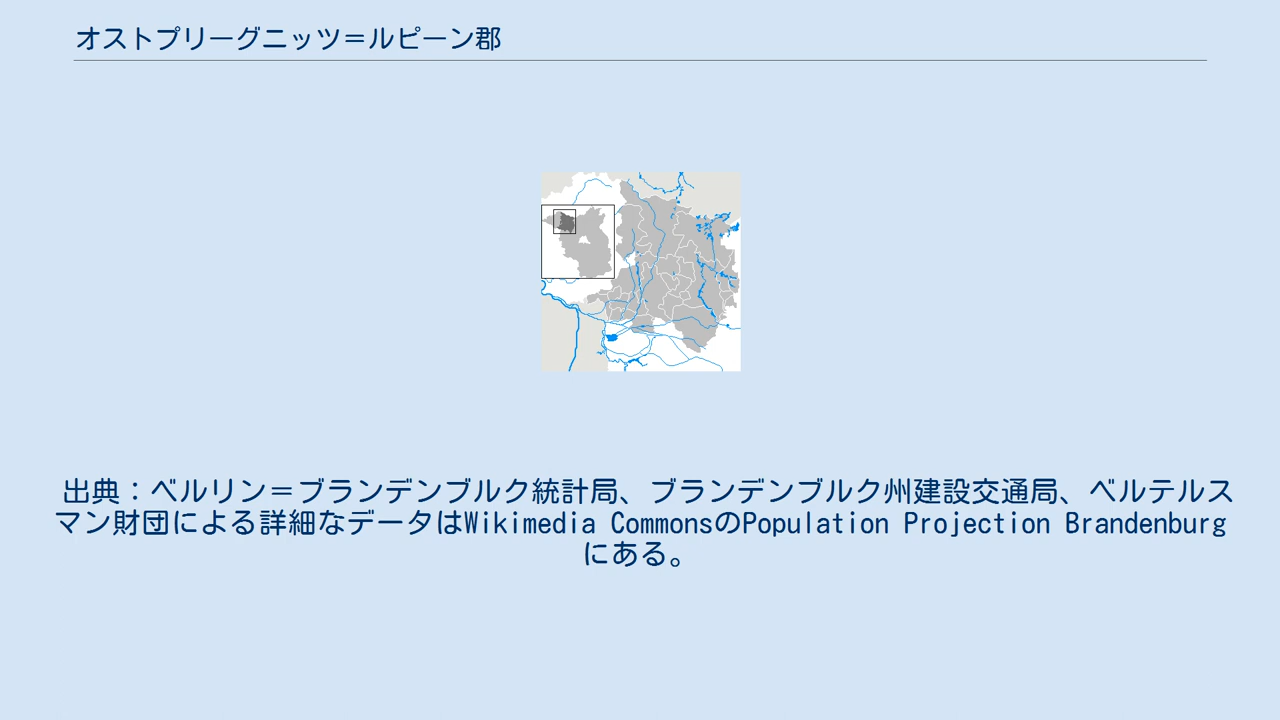 オストプリーグニッツ＝ルピーン郡
出典：ベルリン＝ブランデンブルク統計局、ブランデンブルク州建設交通局、ベルテルス
マン財団による詳細なデータはWikimedia CommonsのPopulation Projection Brandenburg
にある。